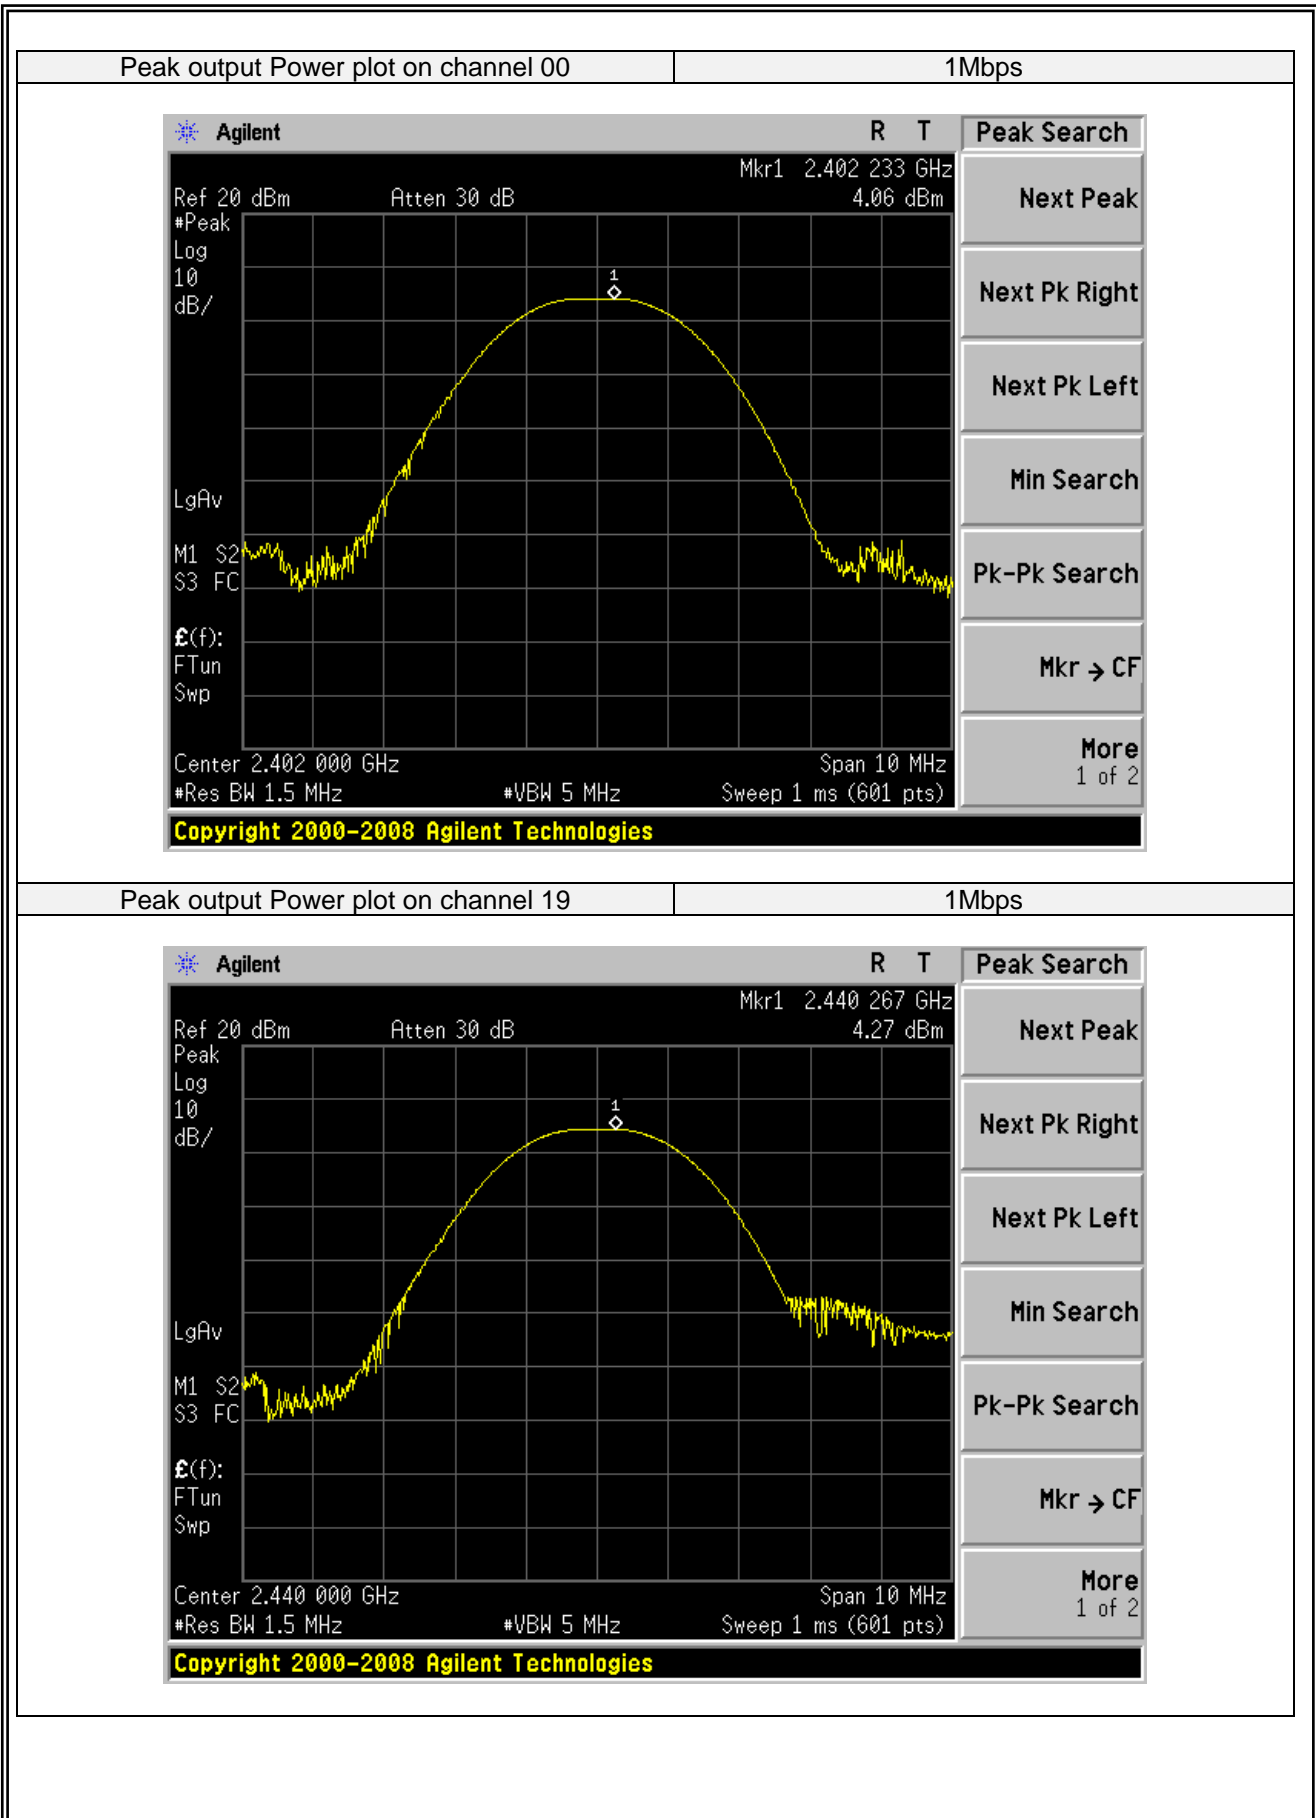 Peak output Power plot on channel 00 1Mbps
Agilent R T Peak Search
Mkr1 2.402 233 GHz
Ref 20 dBm Atten 30 dB 4.06 dBm Next Peak
#Peak
Log
10
dB/
1
Next Pk Right
Next Pk Left
Min Search
LgAv
M1 S2
S3 FC
Pk-Pk Search
£(f):
FTun
Swp
Mkr → CF
Center 2.402 000 GHz Span 10 MHz
#Res BW 1.5 MHz #VBW 5 MHz Sweep 1 ms (601 pts)
More
1 of 2
Copyright 2000-2008 Agilent Technologies
Peak output Power plot on channel 19 1Mbps
Agilent R T Peak Search
Mkr1 2.440 267 GHz
Ref 20 dBm Atten 30 dB 4.27 dBm Next Peak
Peak
Log
10
dB/
1
Next Pk Right
Next Pk Left
Min Search
LgAv
M1 S2
S3 FC
Pk-Pk Search
£(f):
FTun
Swp
Mkr → CF
Center 2.440 000 GHz Span 10 MHz
#Res BW 1.5 MHz #VBW 5 MHz Sweep 1 ms (601 pts)
More
1 of 2
Copyright 2000-2008 Agilent Technologies